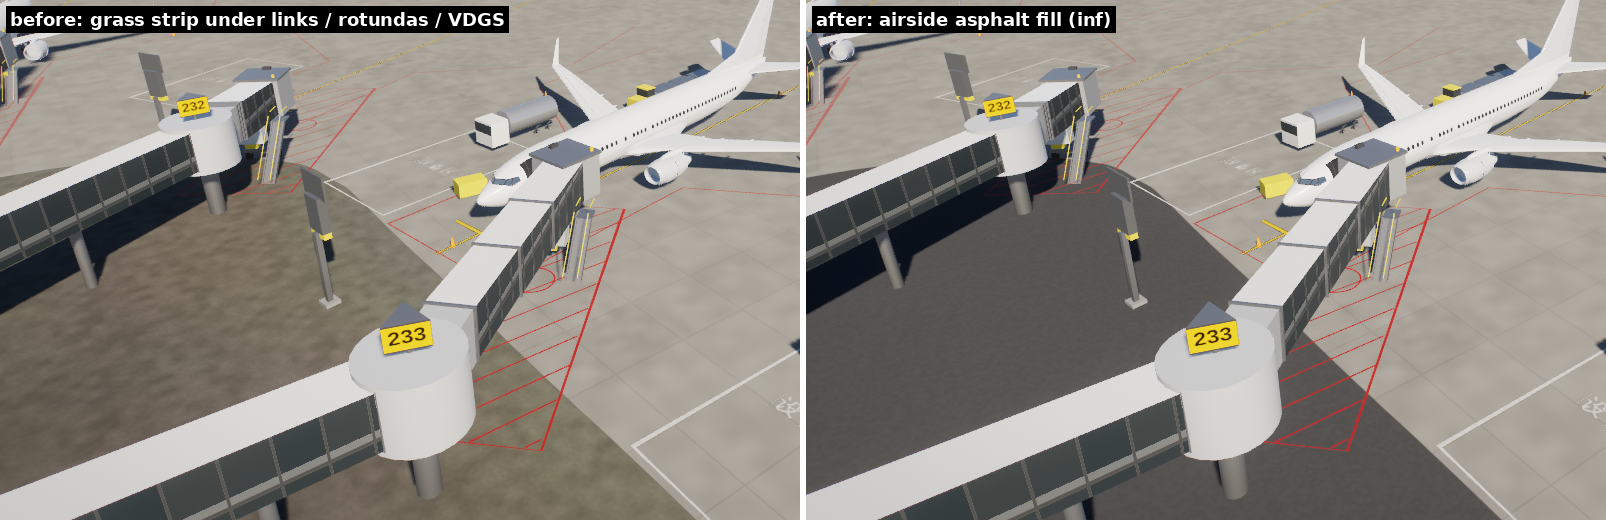 before: grass strip under links / rotundas / VDGS
after: airside asphalt fill (inf)
232
233
232
233